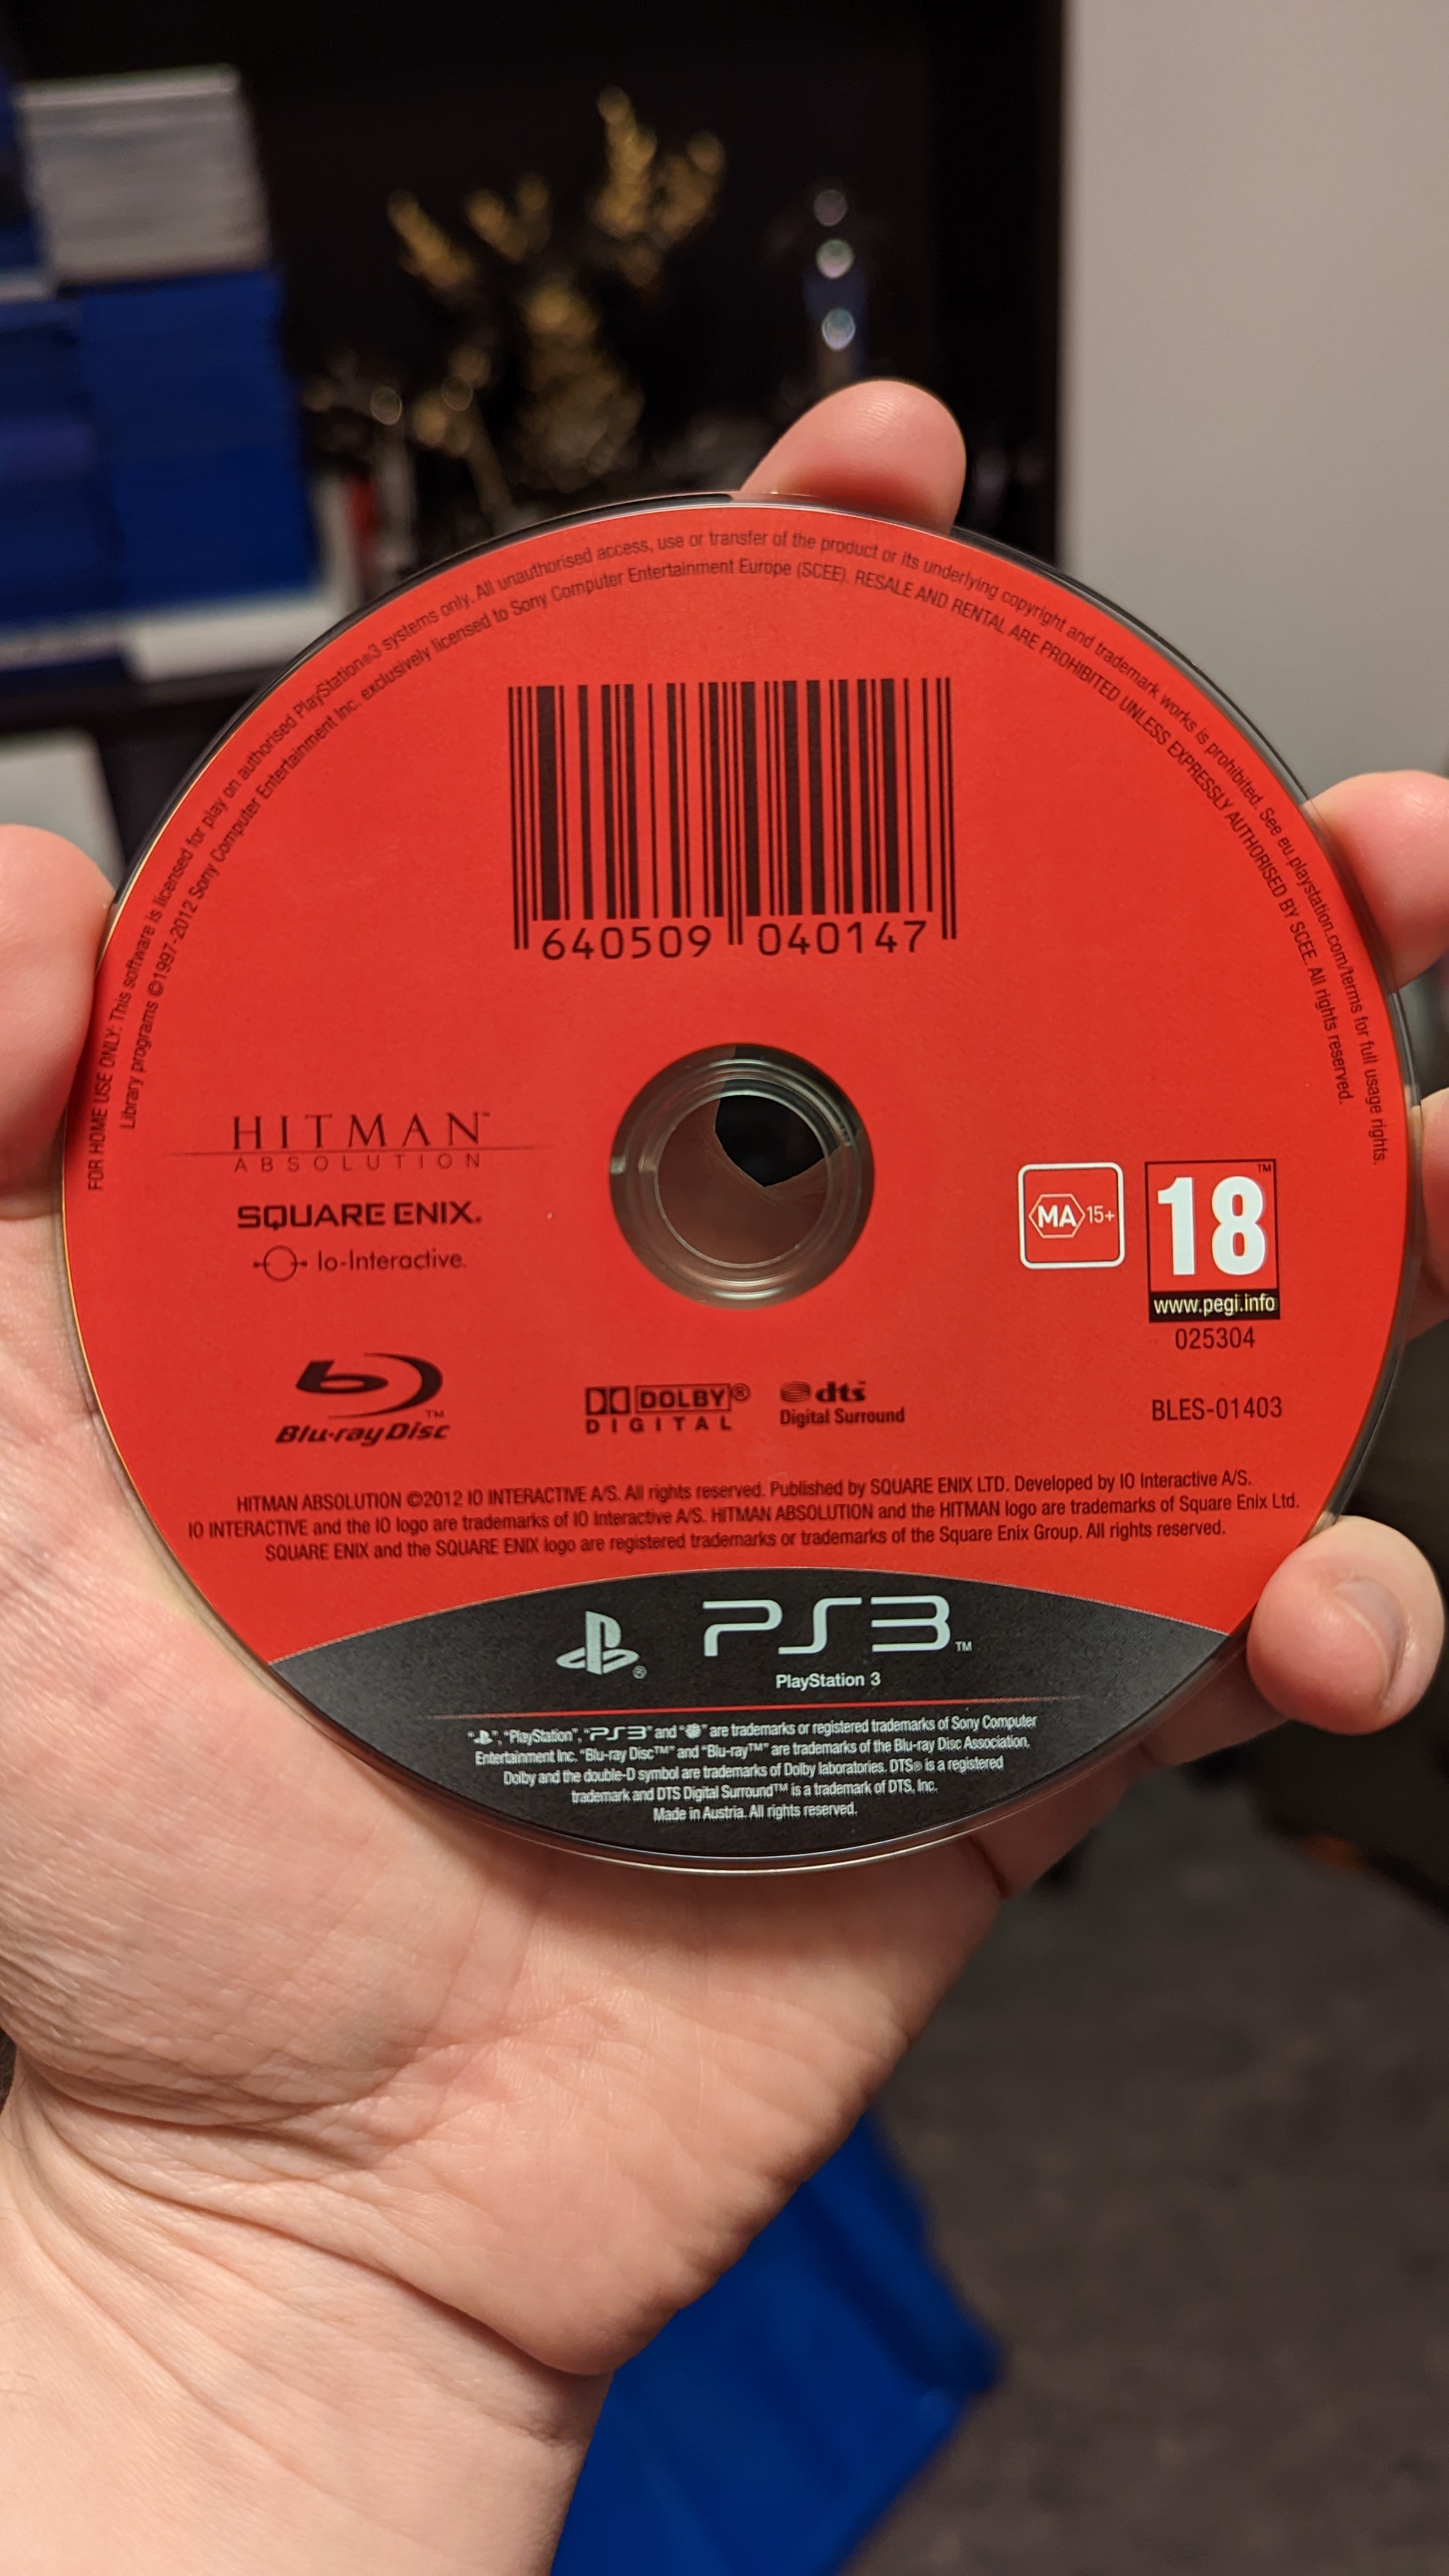 FOR HOME USE ONLY: This software is licensed for play on authorised PlayStation®3 systems only. All unauthorised access, use or transfer of the product or its underlying copyright and trademark works is prohibited. See eu.playstation.com/terms for full usage rights.
Library programs ©1997-2012 Sony Computer Entertainment Inc. exclusively licensed to Sony Computer Entertainment Europe (SCEE). RESALE AND RENTAL ARE PROHIBITED UNLESS EXPRESSLY AUTHORISED BY SCEE. All rights reserved.
640509 040147
HITMAN™
ABSOLUTION
SQUARE ENIX.
Io-Interactive.
MA 15+
18™
www.pegi.info
025304
Blu-ray Disc™
DOLBY®
DIGITAL
dts
Digital Surround
BLES-01403
HITMAN ABSOLUTION ©2012 IO INTERACTIVE A/S. All rights reserved. Published by SQUARE ENIX LTD. Developed by IO Interactive A/S.
IO INTERACTIVE and the IO logo are trademarks of IO Interactive A/S. HITMAN ABSOLUTION and the HITMAN logo are trademarks of Square Enix Ltd.
SQUARE ENIX and the SQUARE ENIX logo are registered trademarks or trademarks of the Square Enix Group. All rights reserved.
® PS3™
PlayStation 3
“ ”, “PlayStation”, “PS3” and “ ” are trademarks or registered trademarks of Sony Computer
Entertainment Inc. “Blu-ray Disc™” and “Blu-ray™” are trademarks of the Blu-ray Disc Association.
Dolby and the double-D symbol are trademarks of Dolby laboratories. DTS® is a registered
trademark and DTS Digital Surround™ is a trademark of DTS, Inc.
Made in Austria. All rights reserved.